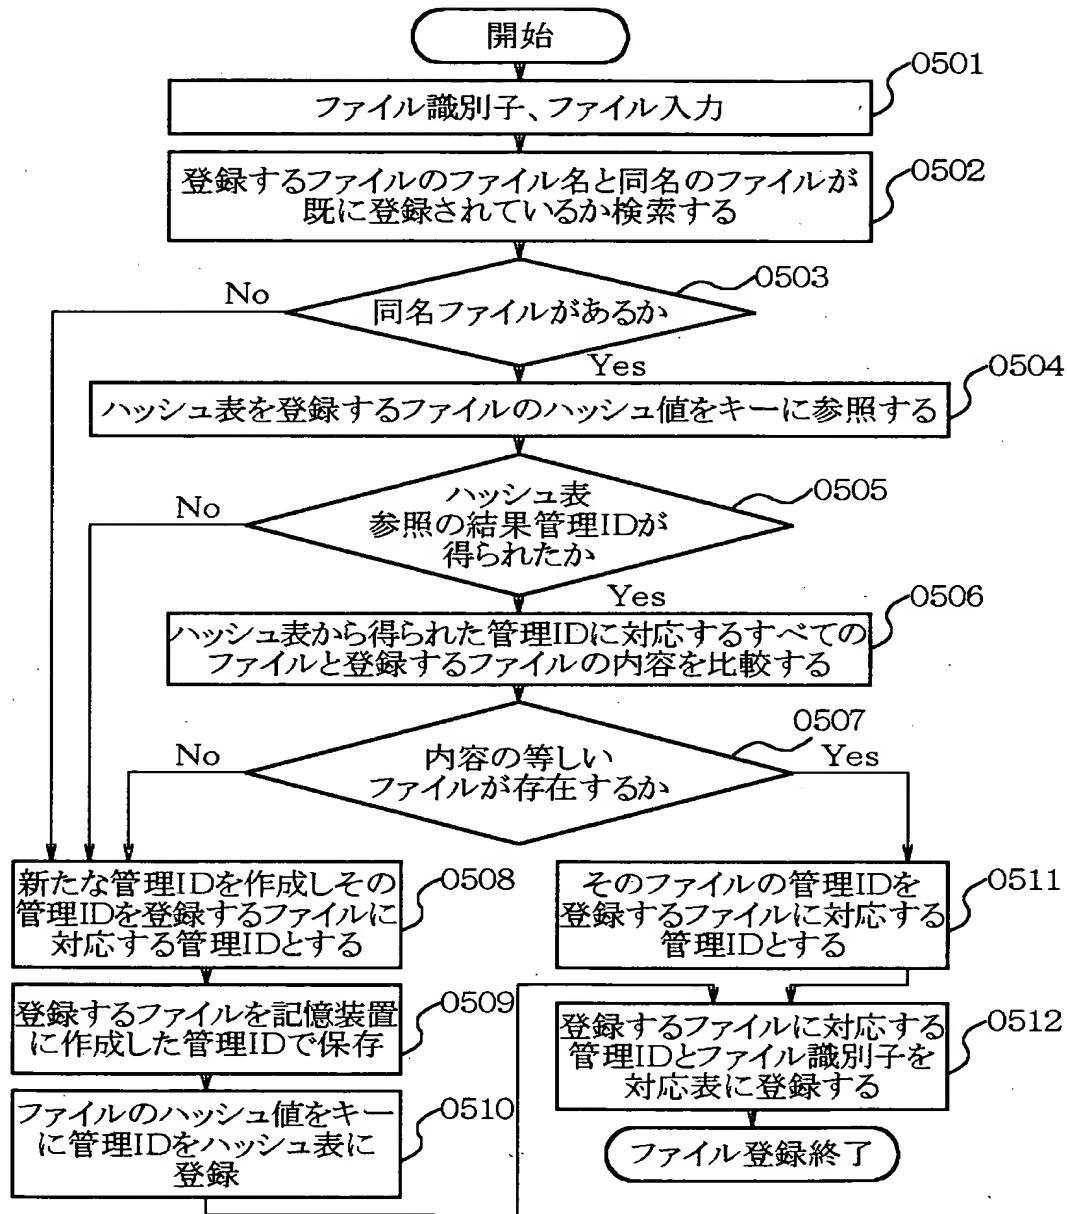 開始
0501
ファイル識別子、ファイル入力
登録するファイルのファイル名と同名のファイルが
既に登録されているか検索する
0502
0503
No
同名ファイルがあるか
Yes
0504
ハッシュ表を登録するファイルのハッシュ値をキーに参照する
0505
No
ハッシュ表
参照の結果管理IDが
得られたか
Yes
0506
ハッシュ表から得られた管理IDに対応するすべての
ファイルと登録するファイルの内容を比較する
0507
No
内容の等しい
ファイルが存在するか
Yes
新たな管理IDを作成しその
管理IDを登録するファイルに
対応する管理IDとする
0508
そのファイルの管理IDを
登録するファイルに対応する
管理IDとする
0511
登録するファイルを記憶装置
に作成した管理IDで保存
0509
登録するファイルに対応する
管理IDとファイル識別子を
対応表に登録する
0512
ファイルのハッシュ値をキー
に管理IDをハッシュ表に
登録
0510
ファイル登録終了